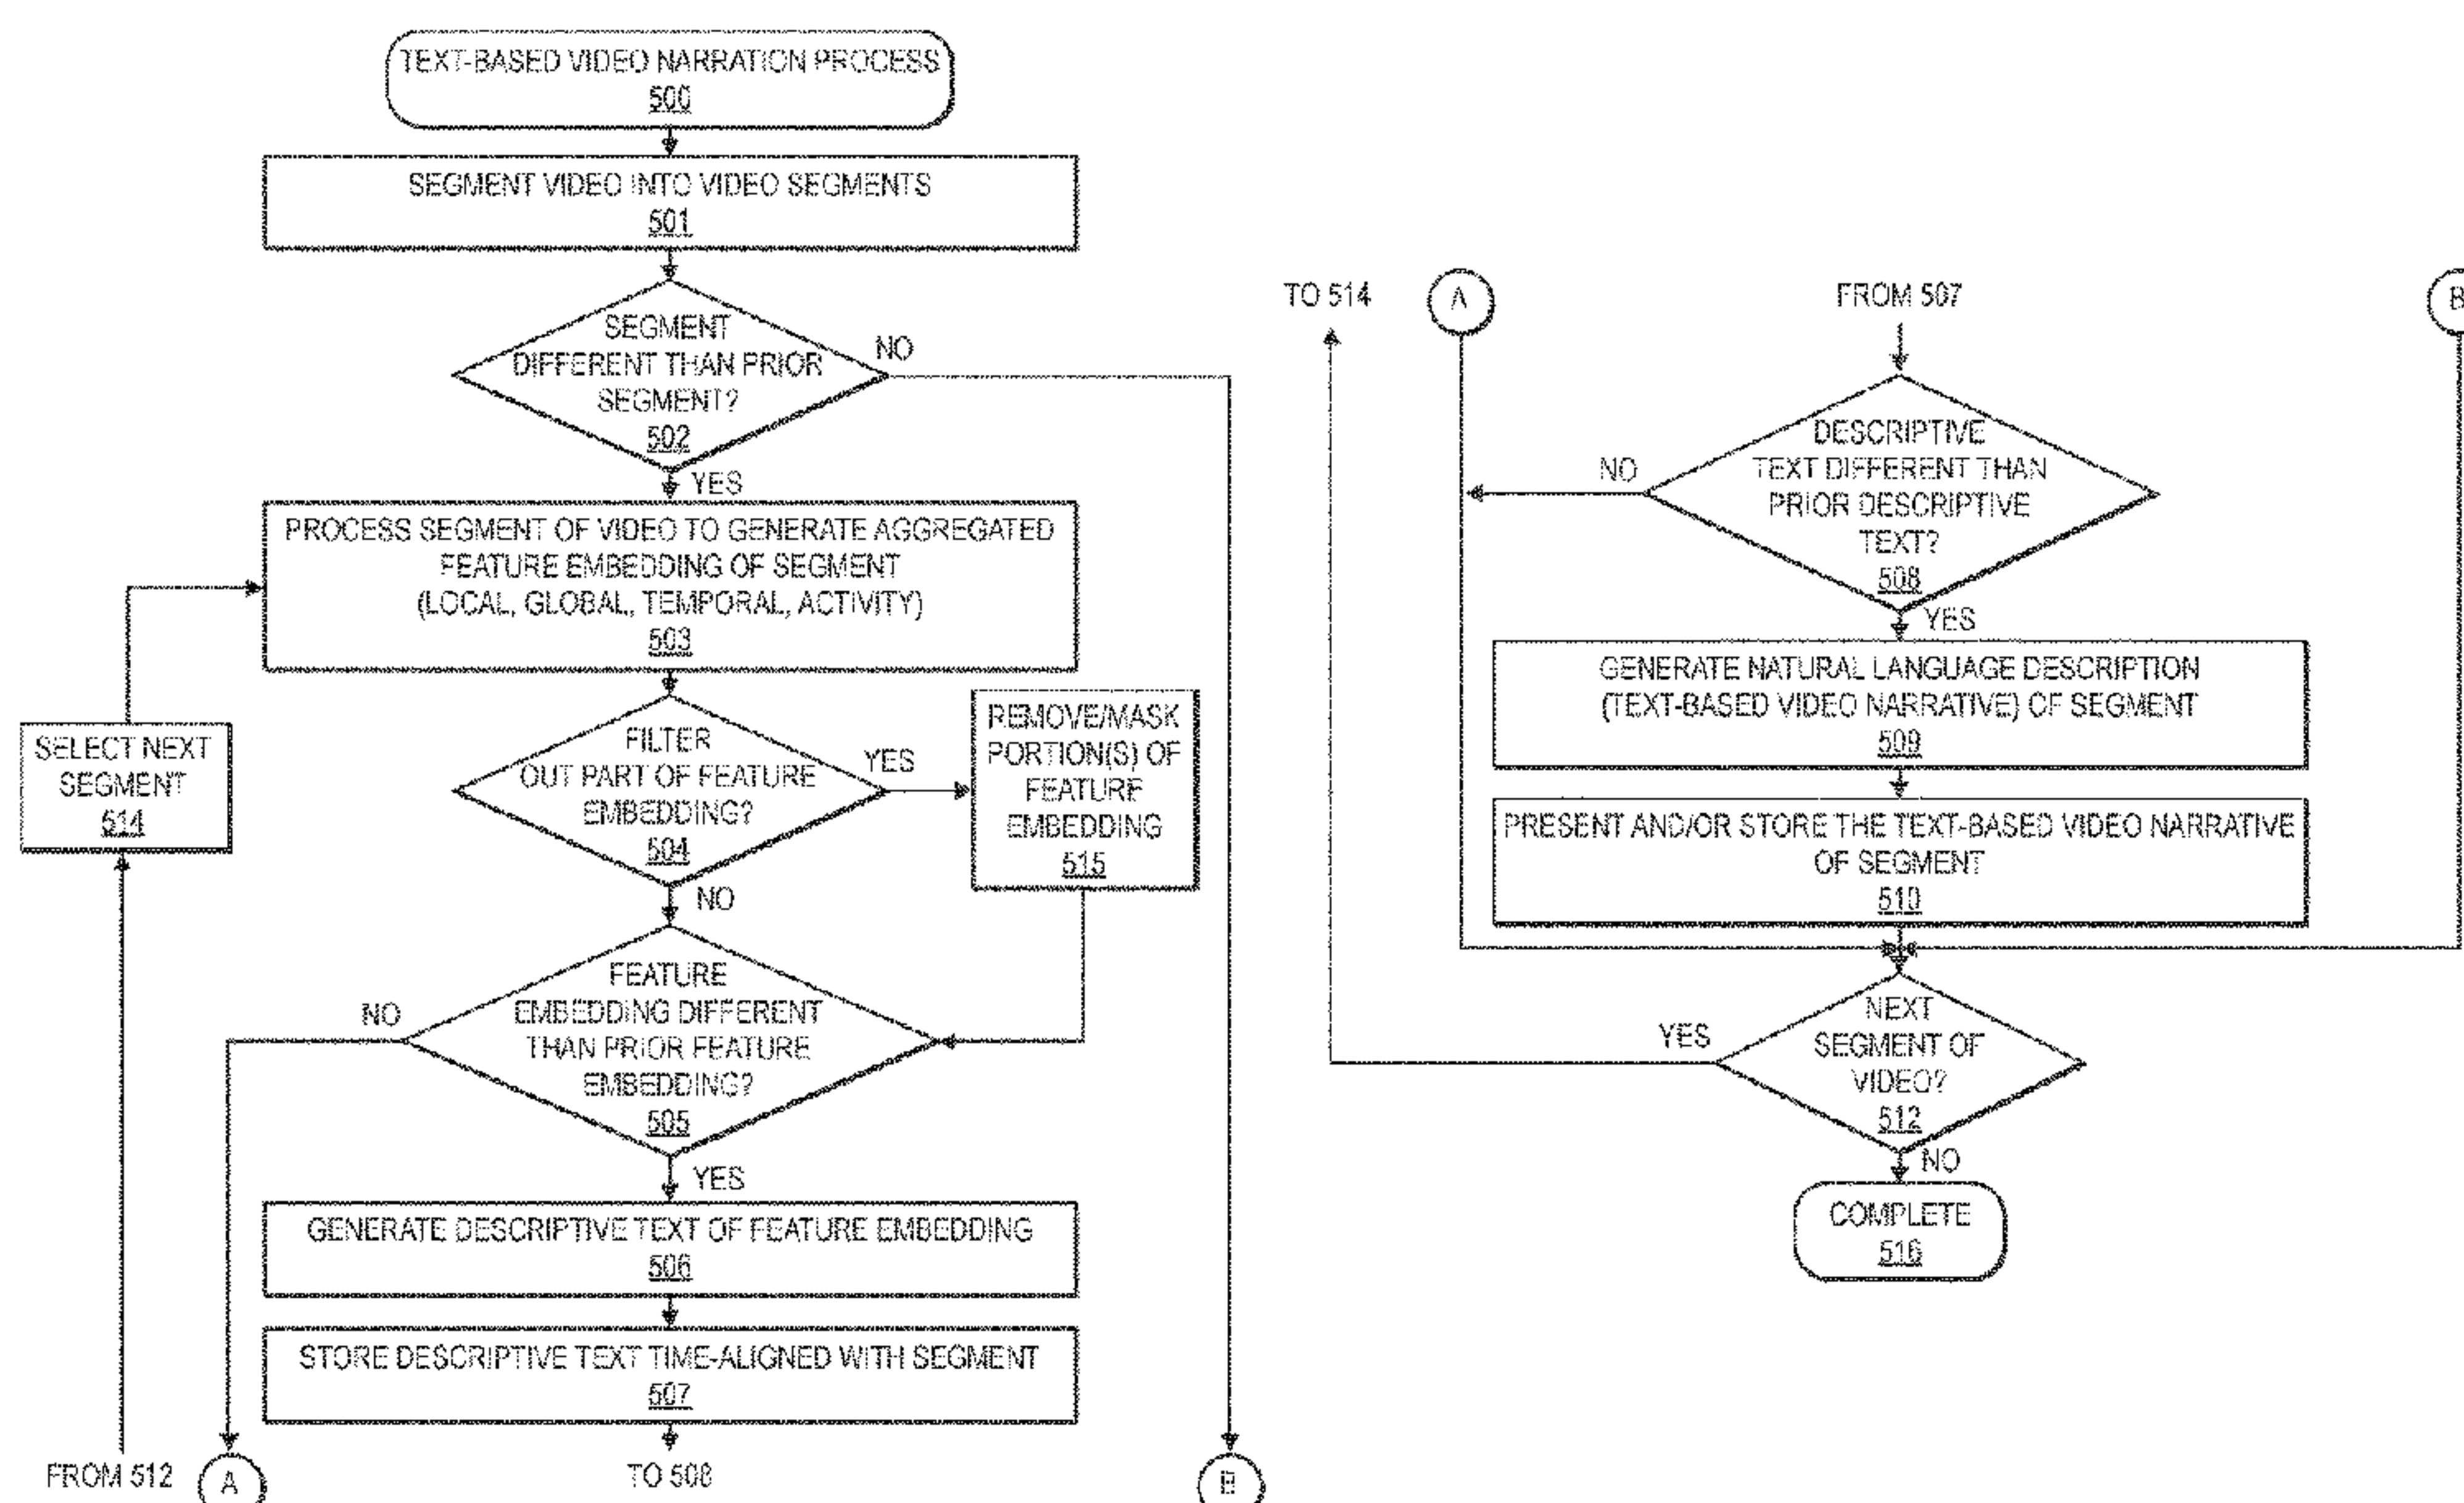 TEXT-BASED VIDEO NARRATION PROCESS
500
SEGMENT VIDEO INTO VIDEO SEGMENTS
501
SEGMENT
DIFFERENT THAN PRIOR
SEGMENT?
502
NO
YES
PROCESS SEGMENT OF VIDEO TO GENERATE AGGREGATED
FEATURE EMBEDDING OF SEGMENT
(LOCAL, GLOBAL, TEMPORAL, ACTIVITY)
503
SELECT NEXT
SEGMENT
514
FILTER
OUT PART OF FEATURE
EMBEDDING?
504
YES
NO
REMOVE/MASK
PORTION(S) OF
FEATURE
EMBEDDING
515
FEATURE
EMBEDDING DIFFERENT
THAN PRIOR FEATURE
EMBEDDING?
505
NO
YES
GENERATE DESCRIPTIVE TEXT OF FEATURE EMBEDDING
506
STORE DESCRIPTIVE TEXT TIME-ALIGNED WITH SEGMENT
507
FROM 512
A
TO 508
B
TO 514
A
FROM 507
B
DESCRIPTIVE
TEXT DIFFERENT THAN
PRIOR DESCRIPTIVE
TEXT?
508
NO
YES
GENERATE NATURAL LANGUAGE DESCRIPTION
(TEXT-BASED VIDEO NARRATIVE) OF SEGMENT
509
PRESENT AND/OR STORE THE TEXT-BASED VIDEO NARRATIVE
OF SEGMENT
510
NEXT
SEGMENT OF
VIDEO?
512
YES
NO
COMPLETE
516